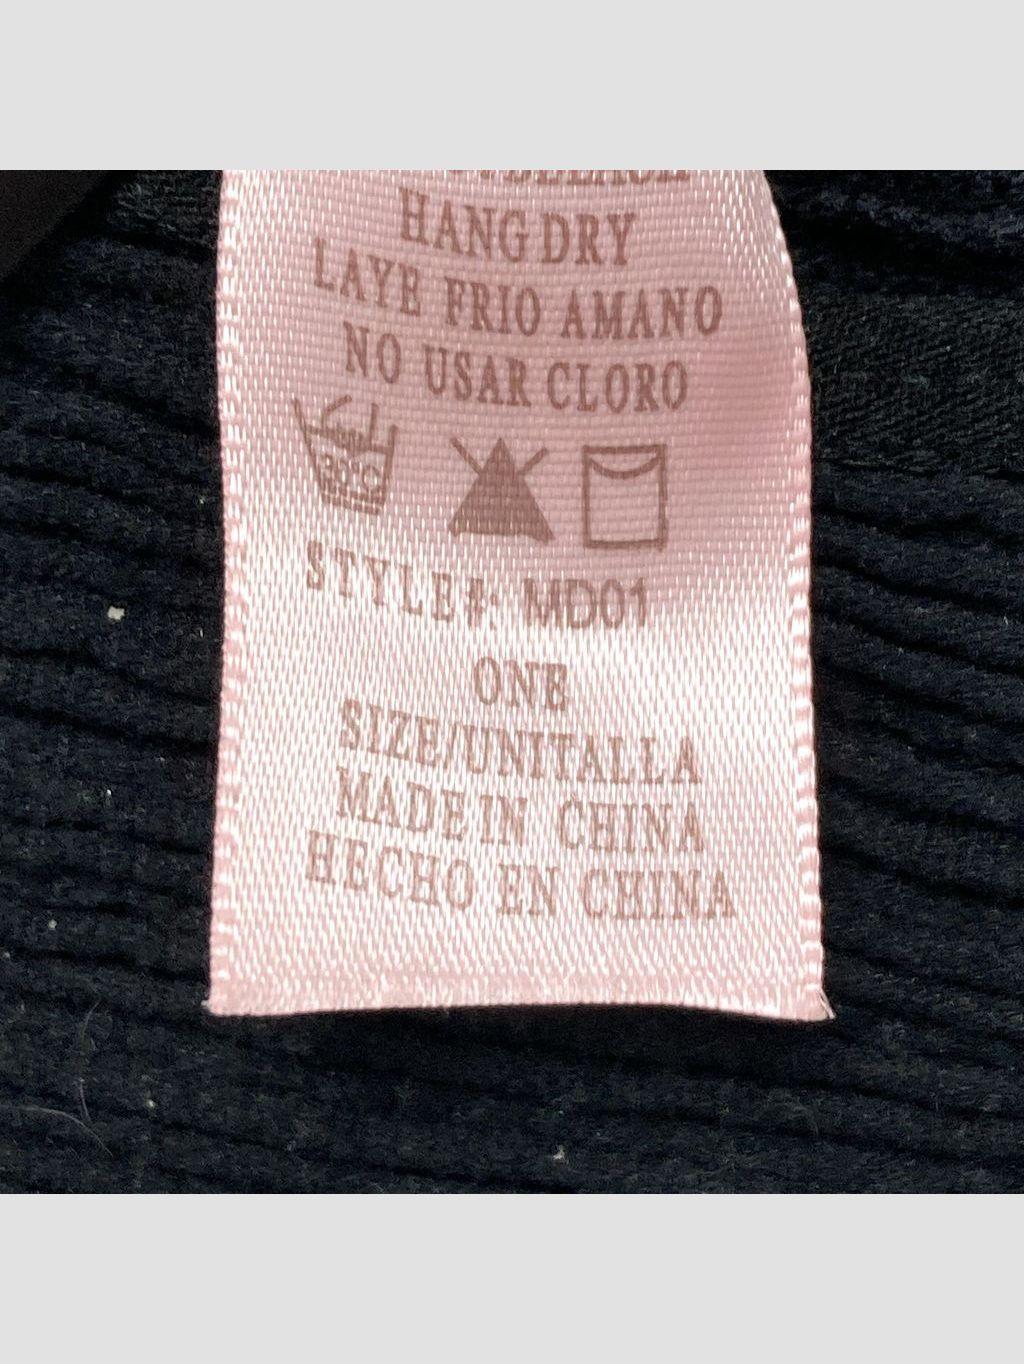 HANG DRY
LAYE FRIO AMANO
NO USAR CLORO
30°C
STYLE#: MD01
ONE
SIZE/UNITALLA
MADE IN CHINA
HECHO EN CHINA